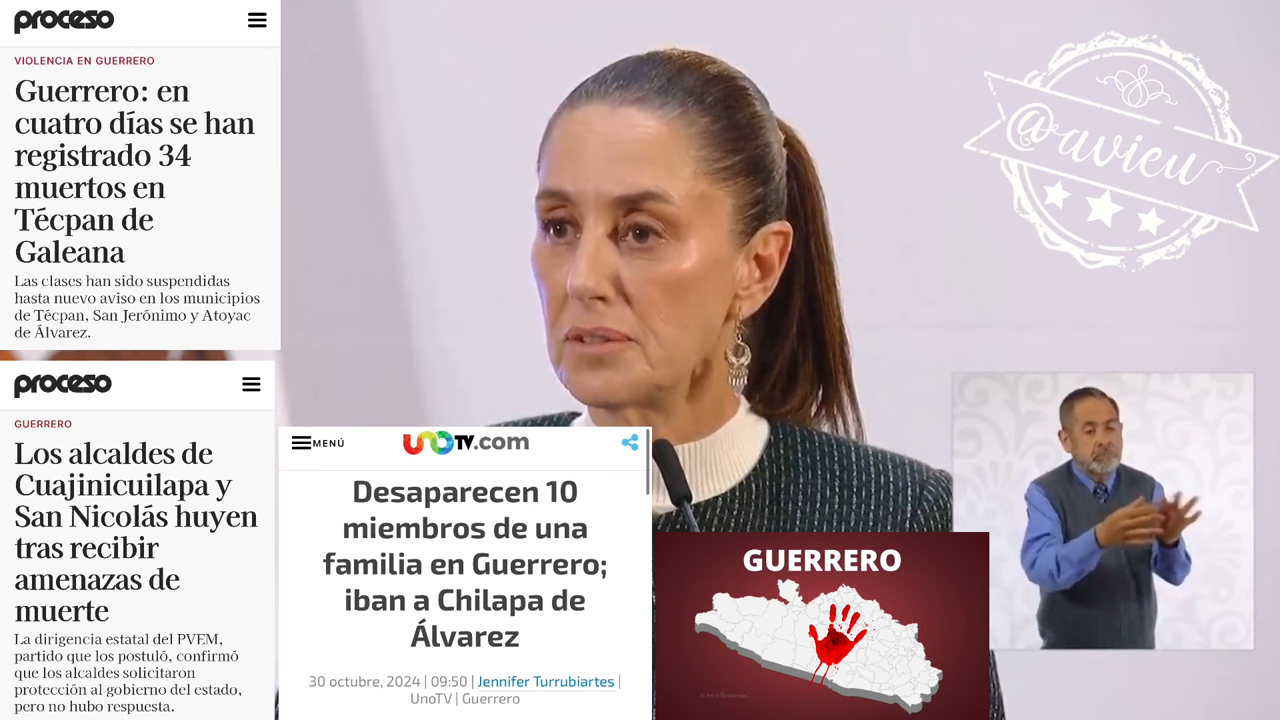 proceso
VIOLENCIA EN GUERRERO
Guerrero: en
cuatro días se han
registrado 34
muertos en
Técpan de
Galeana
Las clases han sido suspendidas
hasta nuevo aviso en los municipios
de Técpan, San Jerónimo y Atoyac
de Álvarez.
proceso
GUERRERO
Los alcaldes de
Cuajinicuilapa y
San Nicolás huyen
tras recibir
amenazas de
muerte
La dirigencia estatal del PVEM,
partido que los postuló, confirmó
que los alcaldes solicitaron
protección al gobierno del estado,
pero no hubo respuesta.
MENÚ
UNOTV.com
Desaparecen 10
miembros de una
familia en Guerrero;
iban a Chilapa de
Álvarez
30 octubre, 2024 | 09:50 | Jennifer Turrubiartes |
UnoTV | Guerrero
GUERRERO
@avieu